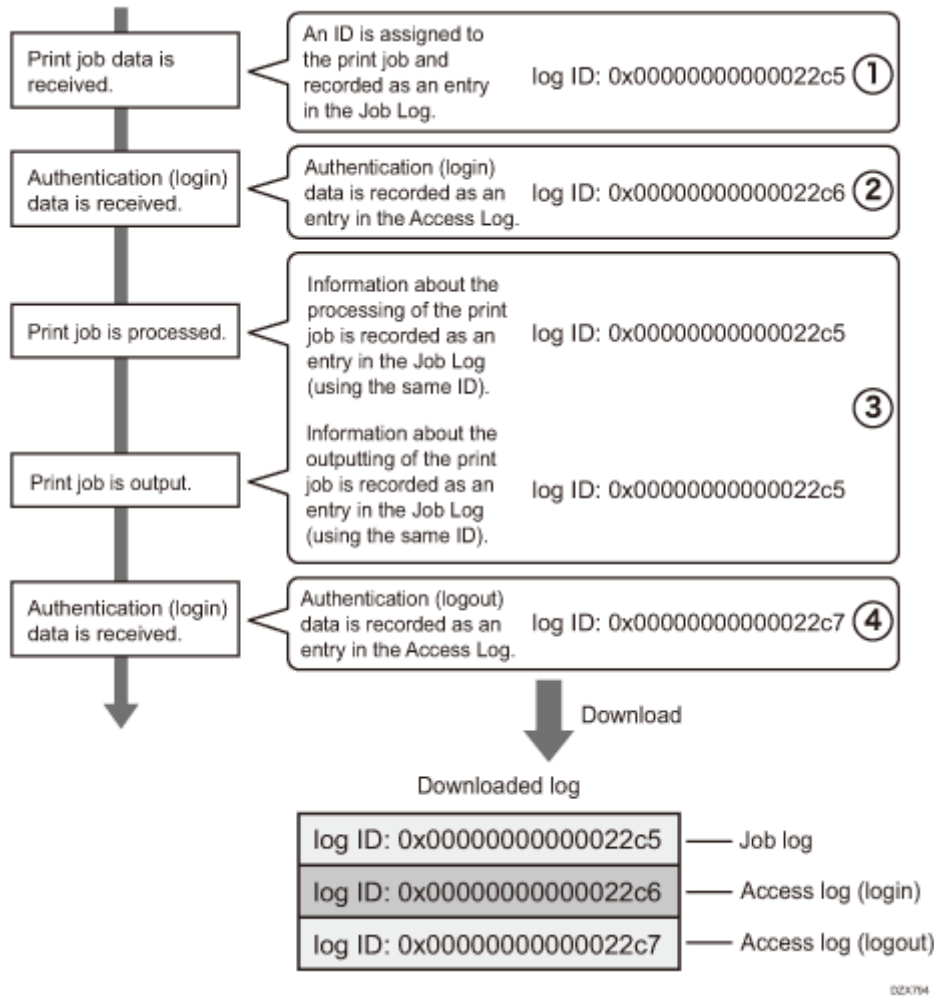 Print job data is
received.
An ID is assigned to
the print job and
recorded as an entry
in the Job Log.
log ID: 0x00000000000022c5 ①
Authentication (login)
data is received.
Authentication (login)
data is recorded as an
entry in the Access Log.
log ID: 0x00000000000022c6 ②
Print job is processed.
Information about the
processing of the print
job is recorded as an
entry in the Job Log
(using the same ID).
log ID: 0x00000000000022c5
③
Print job is output.
Information about the
outputting of the print
job is recorded as an
entry in the Job Log
(using the same ID).
log ID: 0x00000000000022c5
Authentication (login)
data is received.
Authentication (logout)
data is recorded as an
entry in the Access Log.
log ID: 0x00000000000022c7 ④
Download
Downloaded log
log ID: 0x00000000000022c5
Job log
log ID: 0x00000000000022c6
Access log (login)
log ID: 0x00000000000022c7
Access log (logout)
DZX794